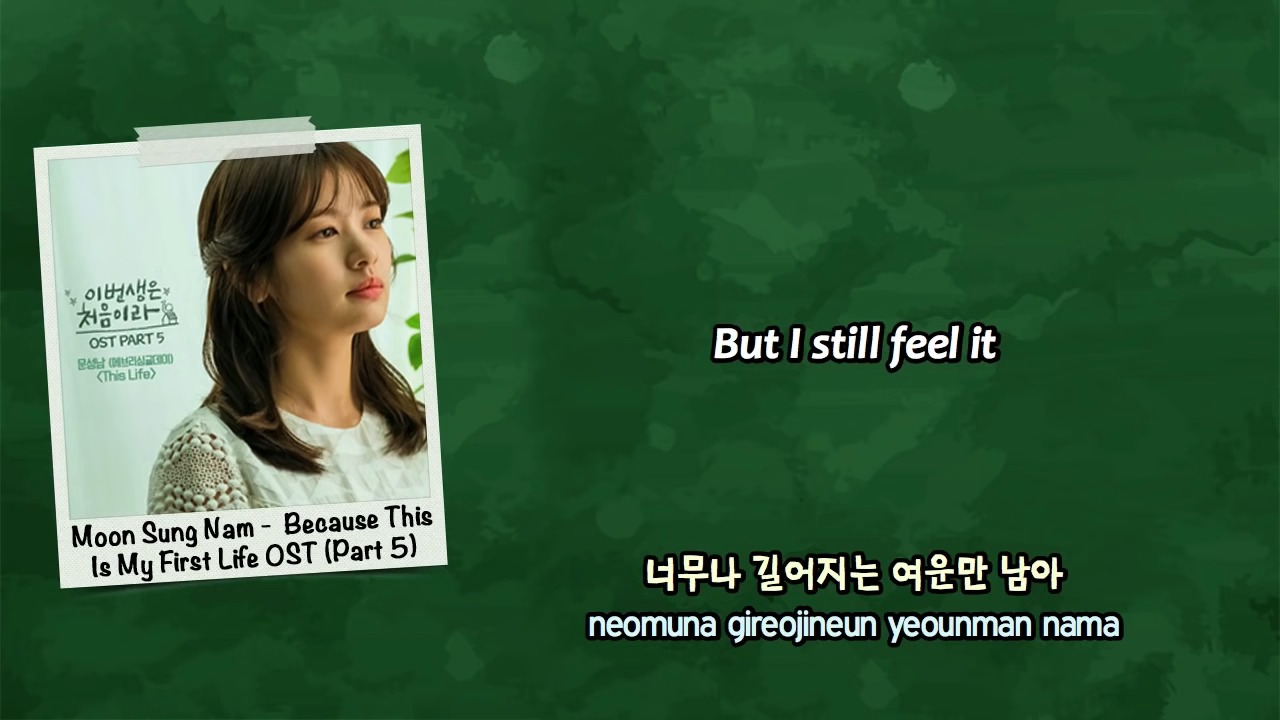 이번생은
처음이라
OST PART 5
문성남 (에브리싱글데이)
<This Life>
Moon Sung Nam - Because This
Is My First Life OST (Part 5)
But I still feel it
너무나 길어지는 여운만 남아
neomuna gireojineun yeounman nama